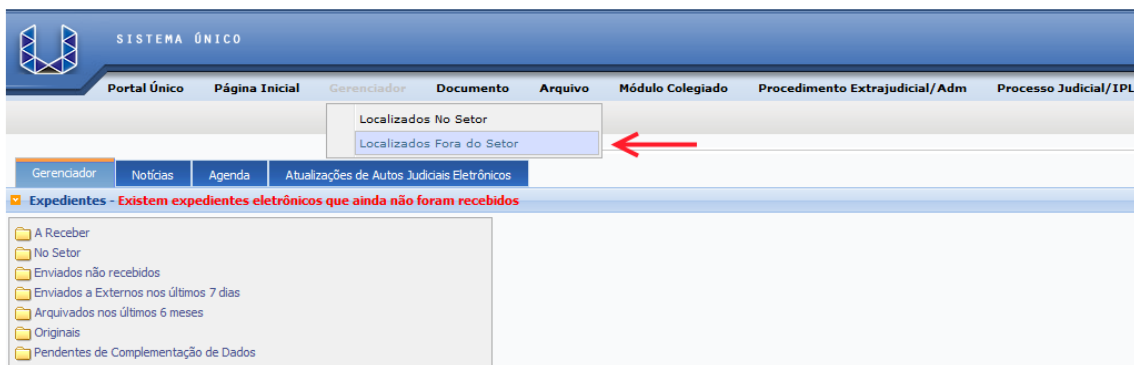 SISTEMA ÚNICO
Portal Único Página Inicial Gerenciador Documento Arquivo Módulo Colegiado Procedimento Extrajudicial/Adm Processo Judicial/IPL
Localizados No Setor
Localizados Fora do Setor
Gerenciador Notícias Agenda Atualizações de Autos Judiciais Eletrônicos
Expedientes - Existem expedientes eletrônicos que ainda não foram recebidos
A Receber
No Setor
Enviados não recebidos
Enviados a Externos nos últimos 7 dias
Arquivados nos últimos 6 meses
Originais
Pendentes de Complementação de Dados